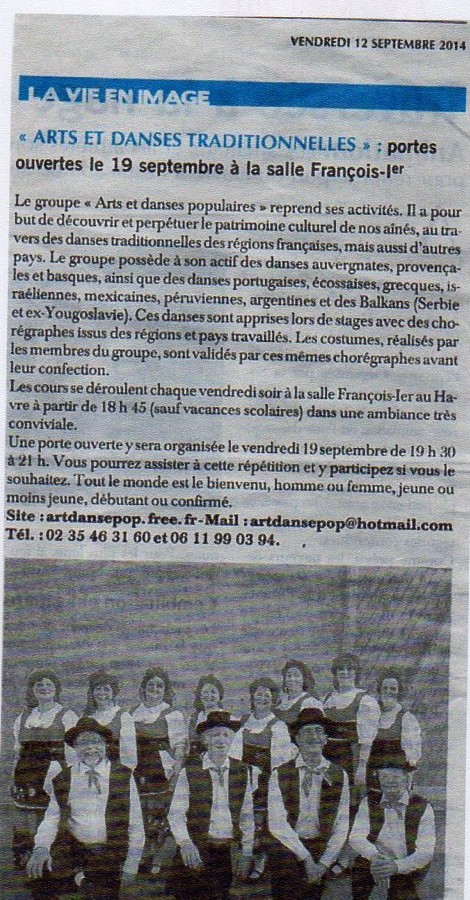 VENDREDI 12 SEPTEMBRE 2014
LA VIE EN IMAGE
« ARTS ET DANSES TRADITIONNELLES » : portes
ouvertes le 19 septembre à la salle François-Ier
Le groupe « Arts et danses populaires » reprend ses activités. Il a pour
but de découvrir et perpétuer le patrimoine culturel de nos aînés, au tra-
vers des danses traditionnelles des régions françaises, mais aussi d'autres
pays. Le groupe possède à son actif des danses auvergnates, provença-
les et basques, ainsi que des danses portugaises, écossaises, grecques, is-
raéliennes, mexicaines, péruviennes, argentines et des Balkans (Serbie
et ex-Yougoslavie). Ces danses sont apprises lors de stages avec des cho-
régraphes issus des régions et pays travaillés. Les costumes, réalisés par
les membres du groupe, sont validés par ces mêmes chorégraphes avant
leur confection.
Les cours se déroulent chaque vendredi soir à la salle François-Ier au Ha-
vre à partir de 18 h 45 (sauf vacances scolaires) dans une ambiance très
conviviale.
Une porte ouverte y sera organisée le vendredi 19 septembre de 19 h 30
à 21 h. Vous pourrez assister à cette répétition et y participez si vous le
souhaitez. Tout le monde est le bienvenu, homme ou femme, jeune ou
moins jeune, débutant ou confirmé.
Site : artdansepop. free. fr - Mail : artdansepop@hotmail.com
Tél. : 02 35 46 31 60 et 06 11 99 03 94.